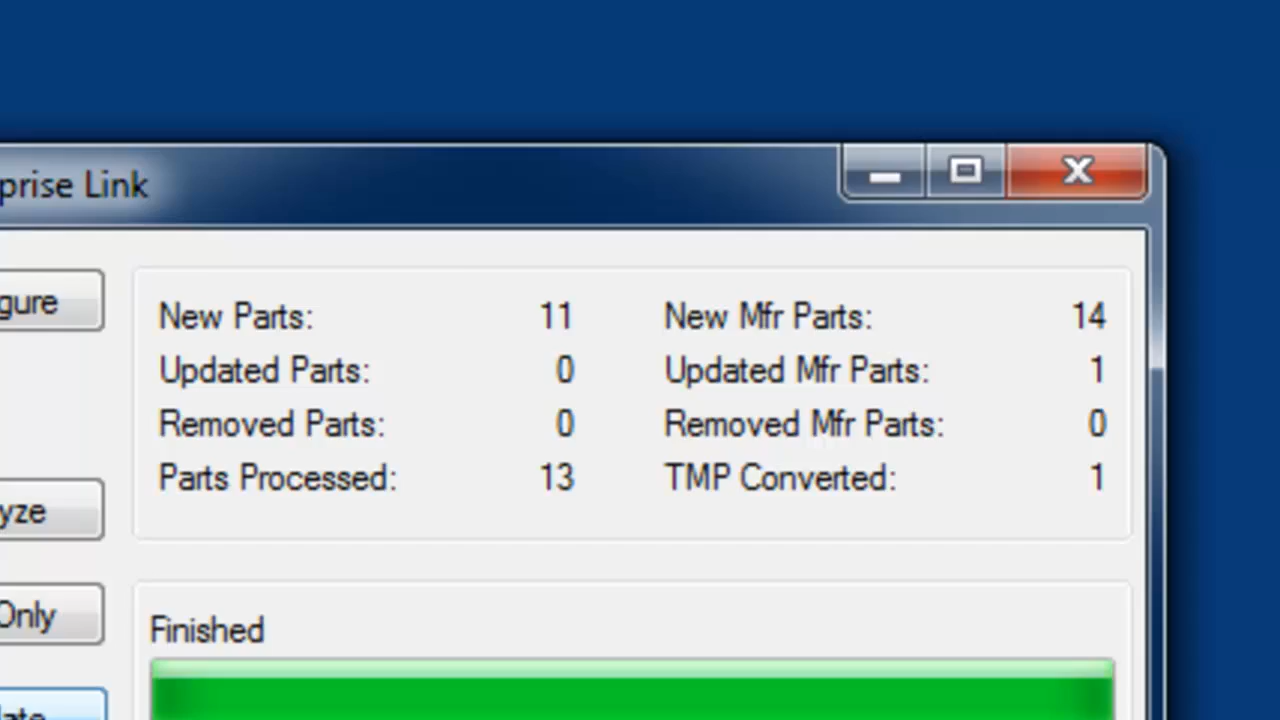 prise Link
gure
New Parts: 11 New Mfr Parts: 14
Updated Parts: 0 Updated Mfr Parts: 1
Removed Parts: 0 Removed Mfr Parts: 0
Parts Processed: 13 TMP Converted: 1
yze
Only
Finished